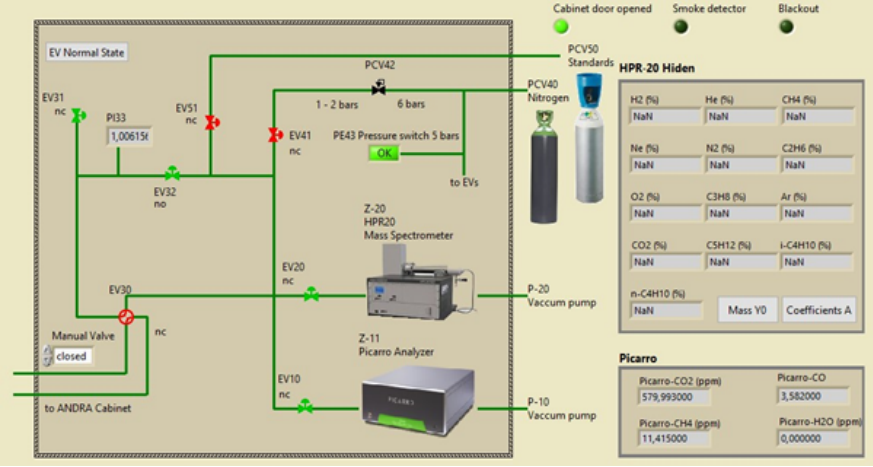 Cabinet door opened
Smoke detector
Blackout
EV Normal State
PCV42
PCV50
Standards
HPR-20 Hiden
EV31
nc
PI33
1,00615
EV51
nc
1 - 2 bars
6 bars
PCV40
Nitrogen
EV41
nc
PE43 Pressure switch 5 bars
OK
EV32
no
to EVs
H2 (%)
He (%)
CH4 (%)
NaN
NaN
NaN
Ne (%)
N2 (%)
C2H6 (%)
NaN
NaN
NaN
O2 (%)
C3H8 (%)
Ar (%)
NaN
NaN
NaN
CO2 (%)
C5H12 (%)
i-C4H10 (%)
NaN
NaN
NaN
n-C4H10 (%)
NaN
Mass Y0
Coefficients A
Z-20
HPR20
Mass Spectrometer
EV20
nc
P-20
Vaccum pump
EV30
nc
Manual Valve
closed
to ANDRA Cabinet
Z-11
Picarro Analyzer
EV10
nc
PICARRO
P-10
Vaccum pump
Picarro
Picarro-CO2 (ppm)
579,993000
Picarro-CO
3,582000
Picarro-CH4 (ppm)
11,415000
Picarro-H2O (ppm)
0,000000